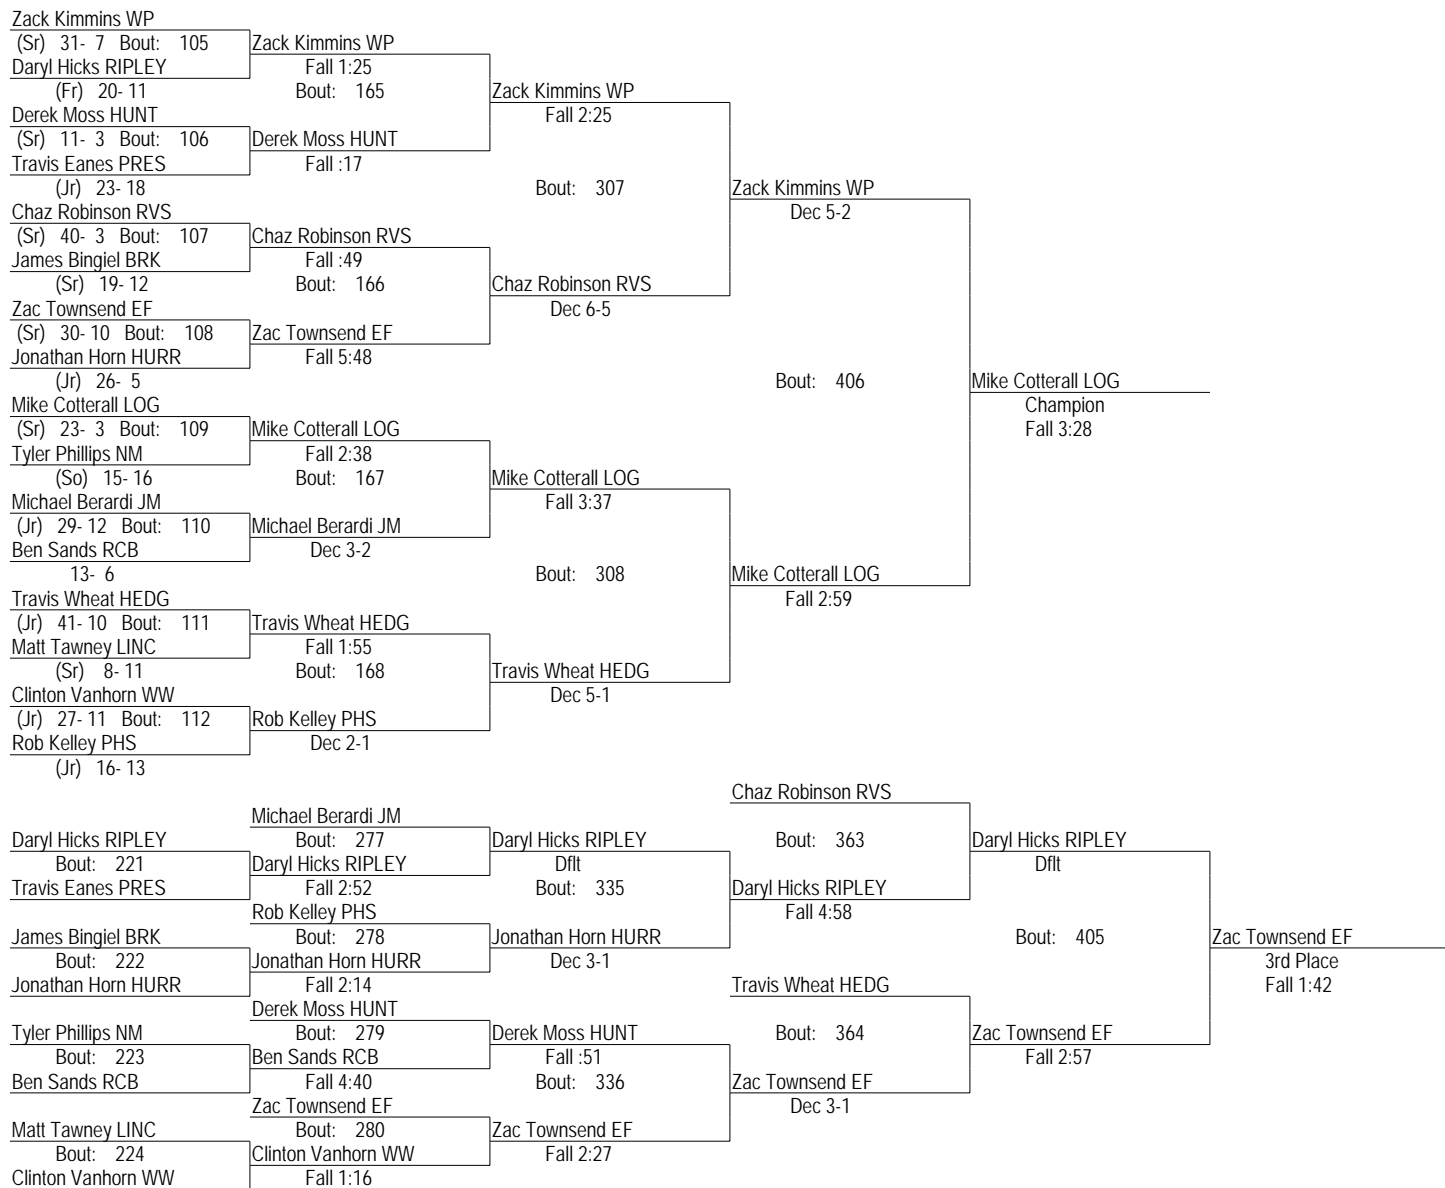 Zack Kimmins WP
(Sr) 31- 7 Bout: 105 Zack Kimmins WP
Daryl Hicks RIPLEY Fall 1:25
(Fr) 20- 11 Bout: 165 Zack Kimmins WP
Derek Moss HUNT Fall 2:25
(Sr) 11- 3 Bout: 106 Derek Moss HUNT
Travis Eanes PRES Fall :17
(Jr) 23- 18 Bout: 307 Zack Kimmins WP
Chaz Robinson RVS Dec 5-2
(Sr) 40- 3 Bout: 107 Chaz Robinson RVS
James Bingiel BRK Fall :49
(Sr) 19- 12 Bout: 166 Chaz Robinson RVS
Zac Townsend EF Dec 6-5
(Sr) 30- 10 Bout: 108 Zac Townsend EF
Jonathan Horn HURR Fall 5:48
(Jr) 26- 5 Bout: 406 Mike Cotterall LOG
Mike Cotterall LOG Champion
(Sr) 23- 3 Bout: 109 Mike Cotterall LOG Fall 3:28
Tyler Phillips NM Fall 2:38
(So) 15- 16 Bout: 167 Mike Cotterall LOG
Michael Berardi JM Fall 3:37
(Jr) 29- 12 Bout: 110 Michael Berardi JM
Ben Sands RCB Dec 3-2
13- 6 Bout: 308 Mike Cotterall LOG
Travis Wheat HEDG Fall 2:59
(Jr) 41- 10 Bout: 111 Travis Wheat HEDG
Matt Tawney LINC Fall 1:55
(Sr) 8- 11 Bout: 168 Travis Wheat HEDG
Clinton Vanhorn WW Dec 5-1
(Jr) 27- 11 Bout: 112 Rob Kelley PHS
Rob Kelley PHS Dec 2-1
(Jr) 16- 13
Chaz Robinson RVS
Michael Berardi JM
Daryl Hicks RIPLEY Bout: 277 Daryl Hicks RIPLEY Bout: 363 Daryl Hicks RIPLEY
Bout: 221 Daryl Hicks RIPLEY Dflt Dflt
Travis Eanes PRES Fall 2:52 Bout: 335 Daryl Hicks RIPLEY
Rob Kelley PHS Fall 4:58
James Bingiel BRK Bout: 278 Jonathan Horn HURR Bout: 405 Zac Townsend EF
Bout: 222 Jonathan Horn HURR Dec 3-1 3rd Place
Jonathan Horn HURR Fall 2:14 Travis Wheat HEDG Fall 1:42
Derek Moss HUNT
Tyler Phillips NM Bout: 279 Derek Moss HUNT Bout: 364 Zac Townsend EF
Bout: 223 Ben Sands RCB Fall :51 Fall 2:57
Ben Sands RCB Fall 4:40 Bout: 336 Zac Townsend EF
Zac Townsend EF Dec 3-1
Matt Tawney LINC Bout: 280 Zac Townsend EF
Bout: 224 Clinton Vanhorn WW Fall 2:27
Clinton Vanhorn WW Fall 1:16